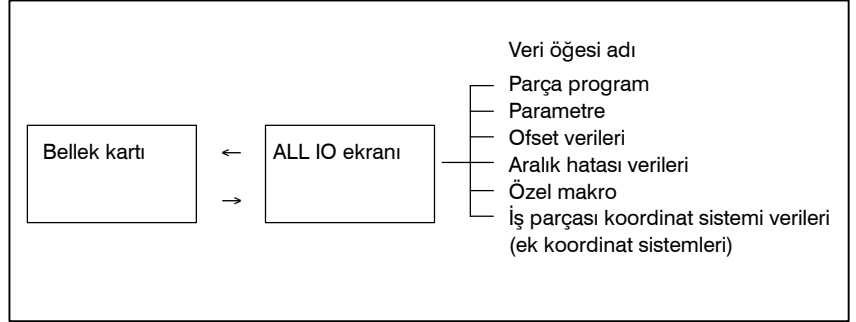 Veri öğesi adı
Parça program
Parametre
Ofset verileri
Aralık hatası verileri
Özel makro
İş parçası koordinat sistemi verileri
(ek koordinat sistemleri)
Bellek kartı
ALL IO ekranı